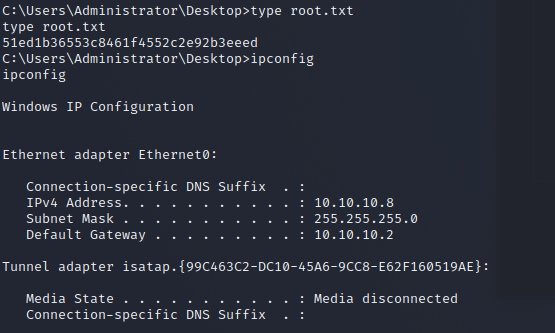 C:\Users\Administrator\Desktop>type root.txt
type root.txt
51ed1b36553c8461f4552c2e92b3eeed
C:\Users\Administrator\Desktop>ipconfig
ipconfig
Windows IP Configuration
Ethernet adapter Ethernet0:
Connection-specific DNS Suffix  . :
IPv4 Address. . . . . . . . . . . : 10.10.10.8
Subnet Mask . . . . . . . . . . . : 255.255.255.0
Default Gateway . . . . . . . . . : 10.10.10.2
Tunnel adapter isatap.{99C463C2-DC10-45A6-9CC8-E62F160519AE}:
Media State . . . . . . . . . . . : Media disconnected
Connection-specific DNS Suffix  . :